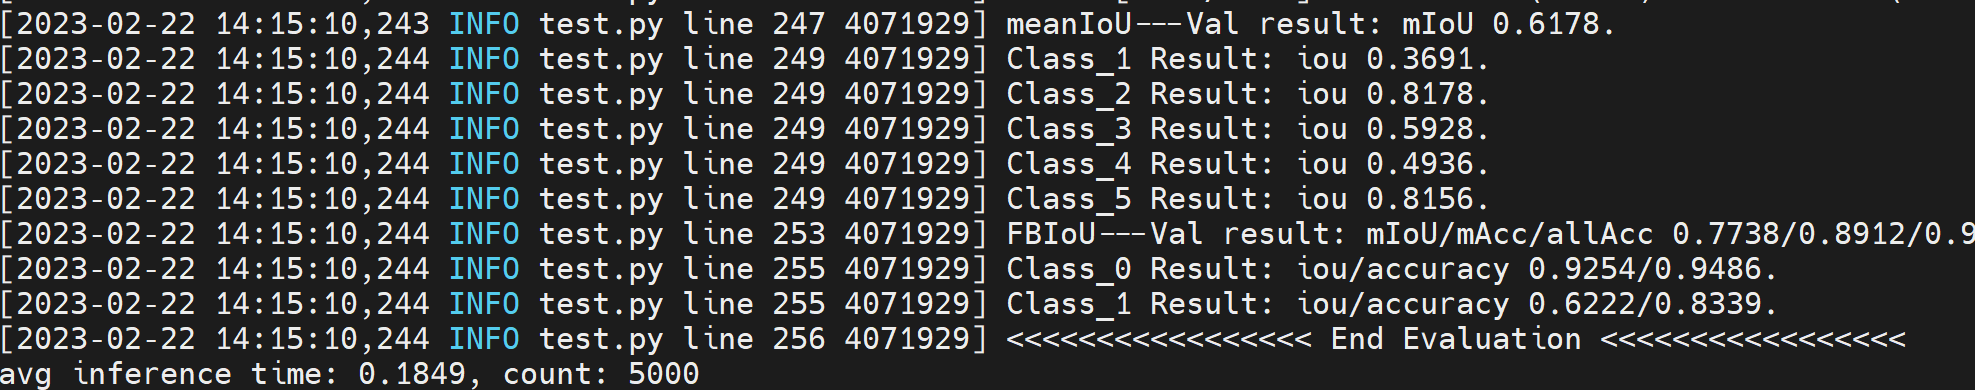 [2023-02-22 14:15:10,243 INFO test.py line 247 4071929] meanIoU---Val result: mIoU 0.6178.
[2023-02-22 14:15:10,244 INFO test.py line 249 4071929] Class_1 Result: iou 0.3691.
[2023-02-22 14:15:10,244 INFO test.py line 249 4071929] Class_2 Result: iou 0.8178.
[2023-02-22 14:15:10,244 INFO test.py line 249 4071929] Class_3 Result: iou 0.5928.
[2023-02-22 14:15:10,244 INFO test.py line 249 4071929] Class_4 Result: iou 0.4936.
[2023-02-22 14:15:10,244 INFO test.py line 249 4071929] Class_5 Result: iou 0.8156.
[2023-02-22 14:15:10,244 INFO test.py line 253 4071929] FBIoU---Val result: mIoU/mAcc/allAcc 0.7738/0.8912/0.9
[2023-02-22 14:15:10,244 INFO test.py line 255 4071929] Class_0 Result: iou/accuracy 0.9254/0.9486.
[2023-02-22 14:15:10,244 INFO test.py line 255 4071929] Class_1 Result: iou/accuracy 0.6222/0.8339.
[2023-02-22 14:15:10,244 INFO test.py line 256 4071929] <<<<<<<<<<<<<<<<< End Evaluation <<<<<<<<<<<<<<<<<
avg inference time: 0.1849, count: 5000